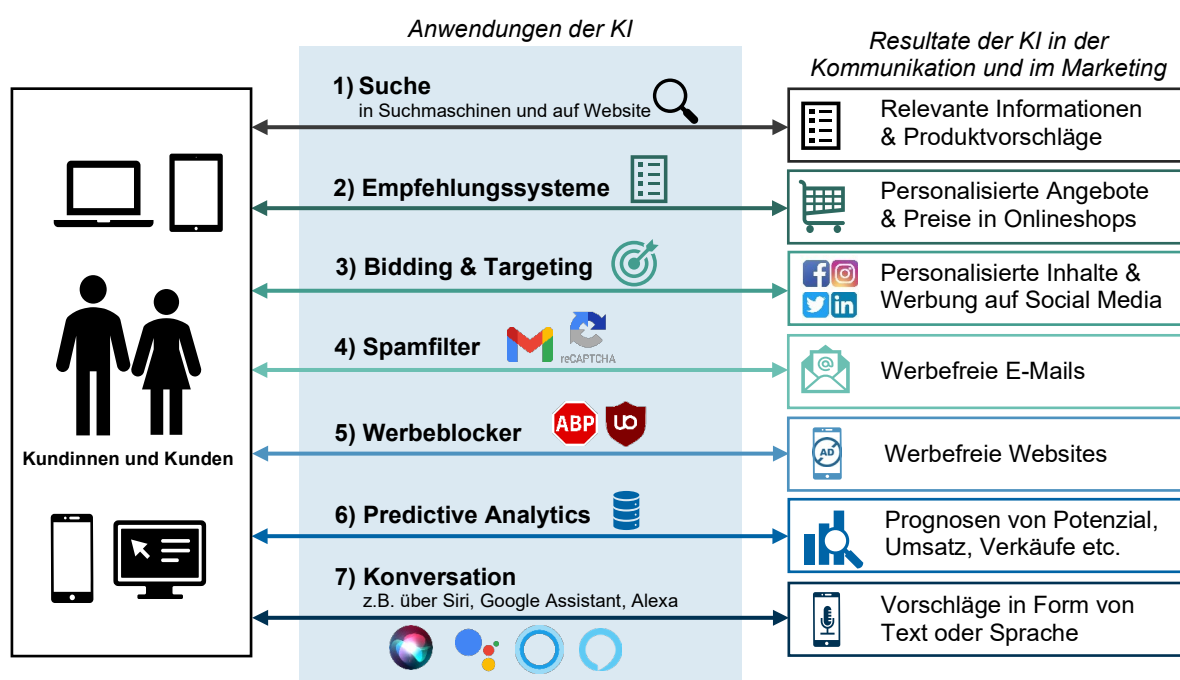 Anwendungen der KI
Resultate der KI in der
Kommunikation und im Marketing
1) Suche
in Suchmaschinen und auf Website
Relevante Informationen
& Produktvorschläge
2) Empfehlungssysteme
Personalisierte Angebote
& Preise in Onlineshops
3) Bidding & Targeting
Personalisierte Inhalte &
Werbung auf Social Media
4) Spamfilter
reCAPTCHA
Werbefreie E-Mails
5) Werbeblocker
ABP
uo
AD
Werbefreie Websites
Kundinnen und Kunden
6) Predictive Analytics
Prognosen von Potenzial,
Umsatz, Verkäufe etc.
7) Konversation
z.B. über Siri, Google Assistant, Alexa
Vorschläge in Form von
Text oder Sprache